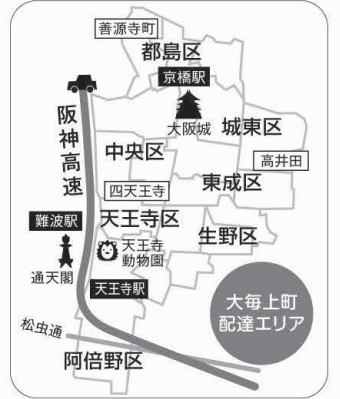 善源寺町
都島区
京橋駅
阪神高速
大阪城
城東区
中央区
高井田
東成区
四天王寺
天王寺区
難波駅
生野区
天王寺
動物園
通天閣
天王寺駅
大毎上町
配達エリア
松虫通
阿倍野区